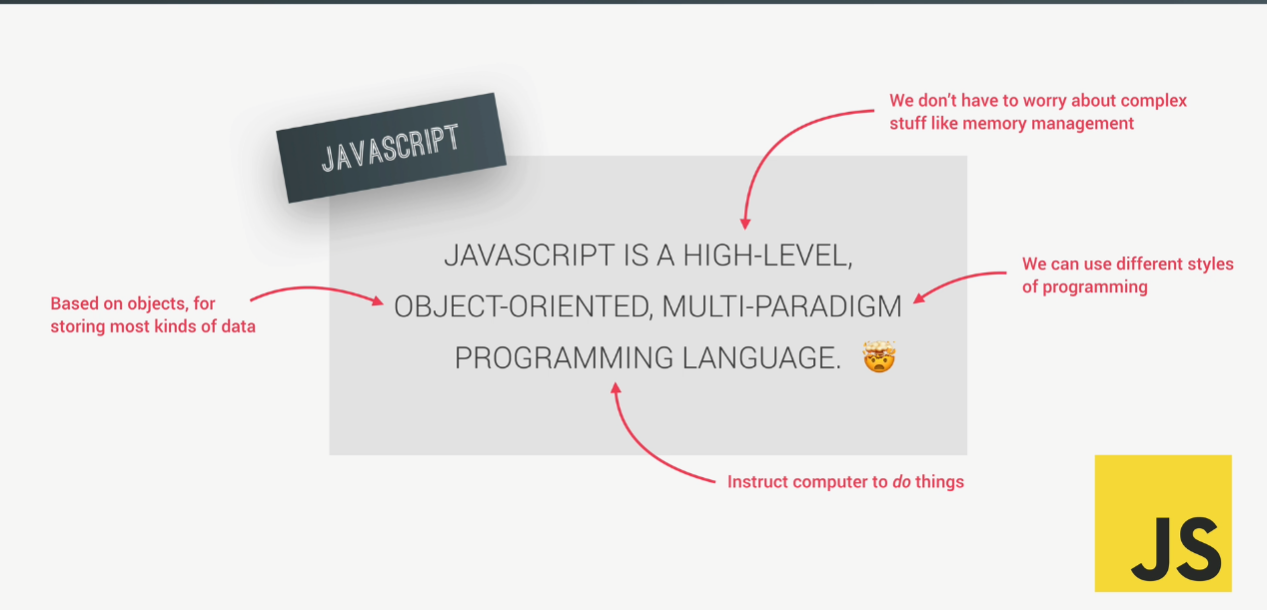 JAVASCRIPT
We don't have to worry about complex
stuff like memory management
JAVASCRIPT IS A HIGH-LEVEL,
OBJECT-ORIENTED, MULTI-PARADIGM
PROGRAMMING LANGUAGE. 🤯
We can use different styles
of programming
Based on objects, for
storing most kinds of data
Instruct computer to do things
JS